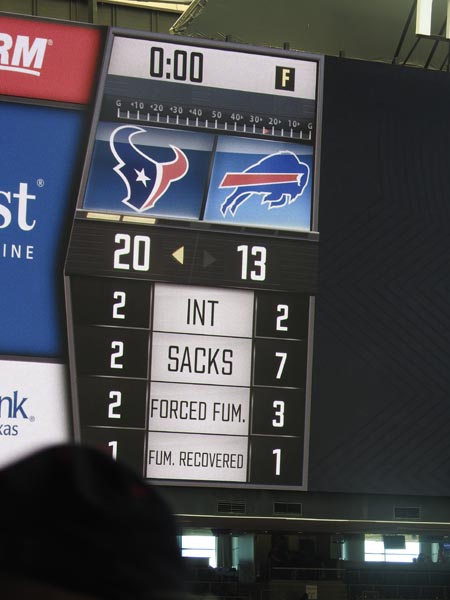 RM
0:00 F
G 10 20 30 40 50 40 30 20 10 G
st®
INE
20 13
2 INT 2
2 SACKS 7
2 FORCED FUM. 3
1 FUM. RECOVERED 1
nk®
xas